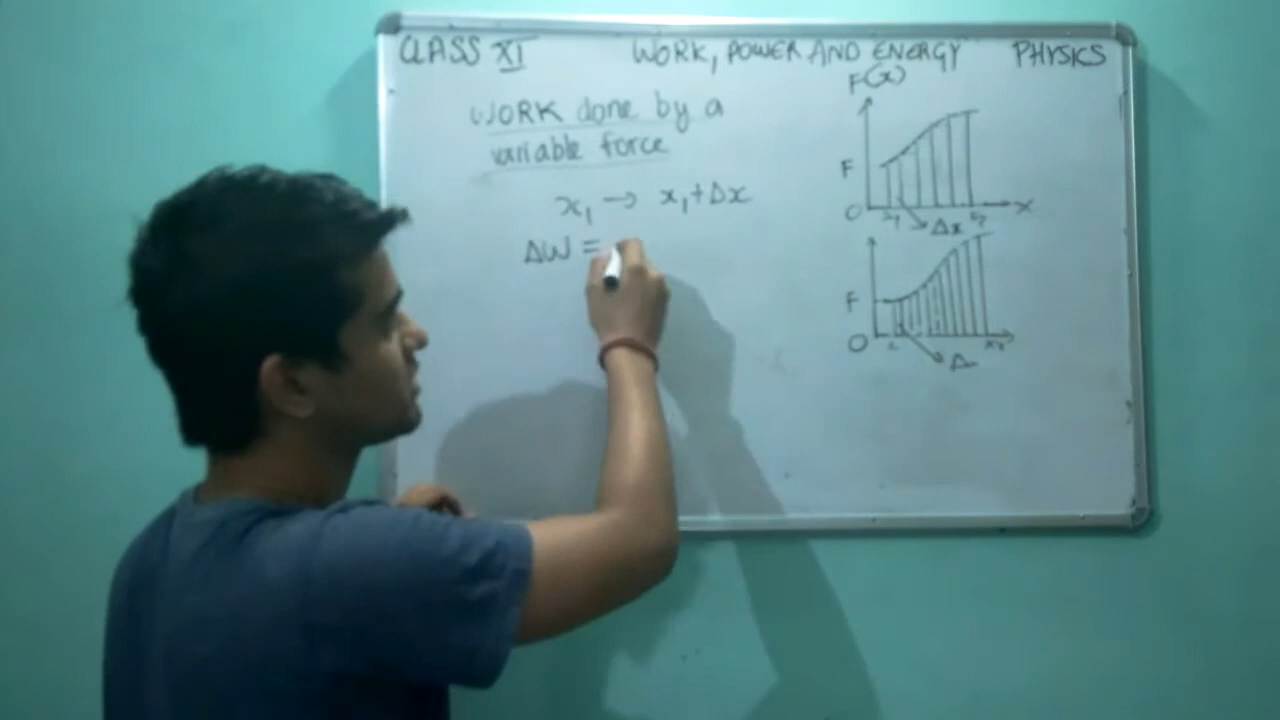 CLASS XI WORK, POWER AND ENERGY PHYSICS
WORK done by a
variable force
x₁ → x₁+Δx
ΔW =
F(x)
F
O Δx X
F
O